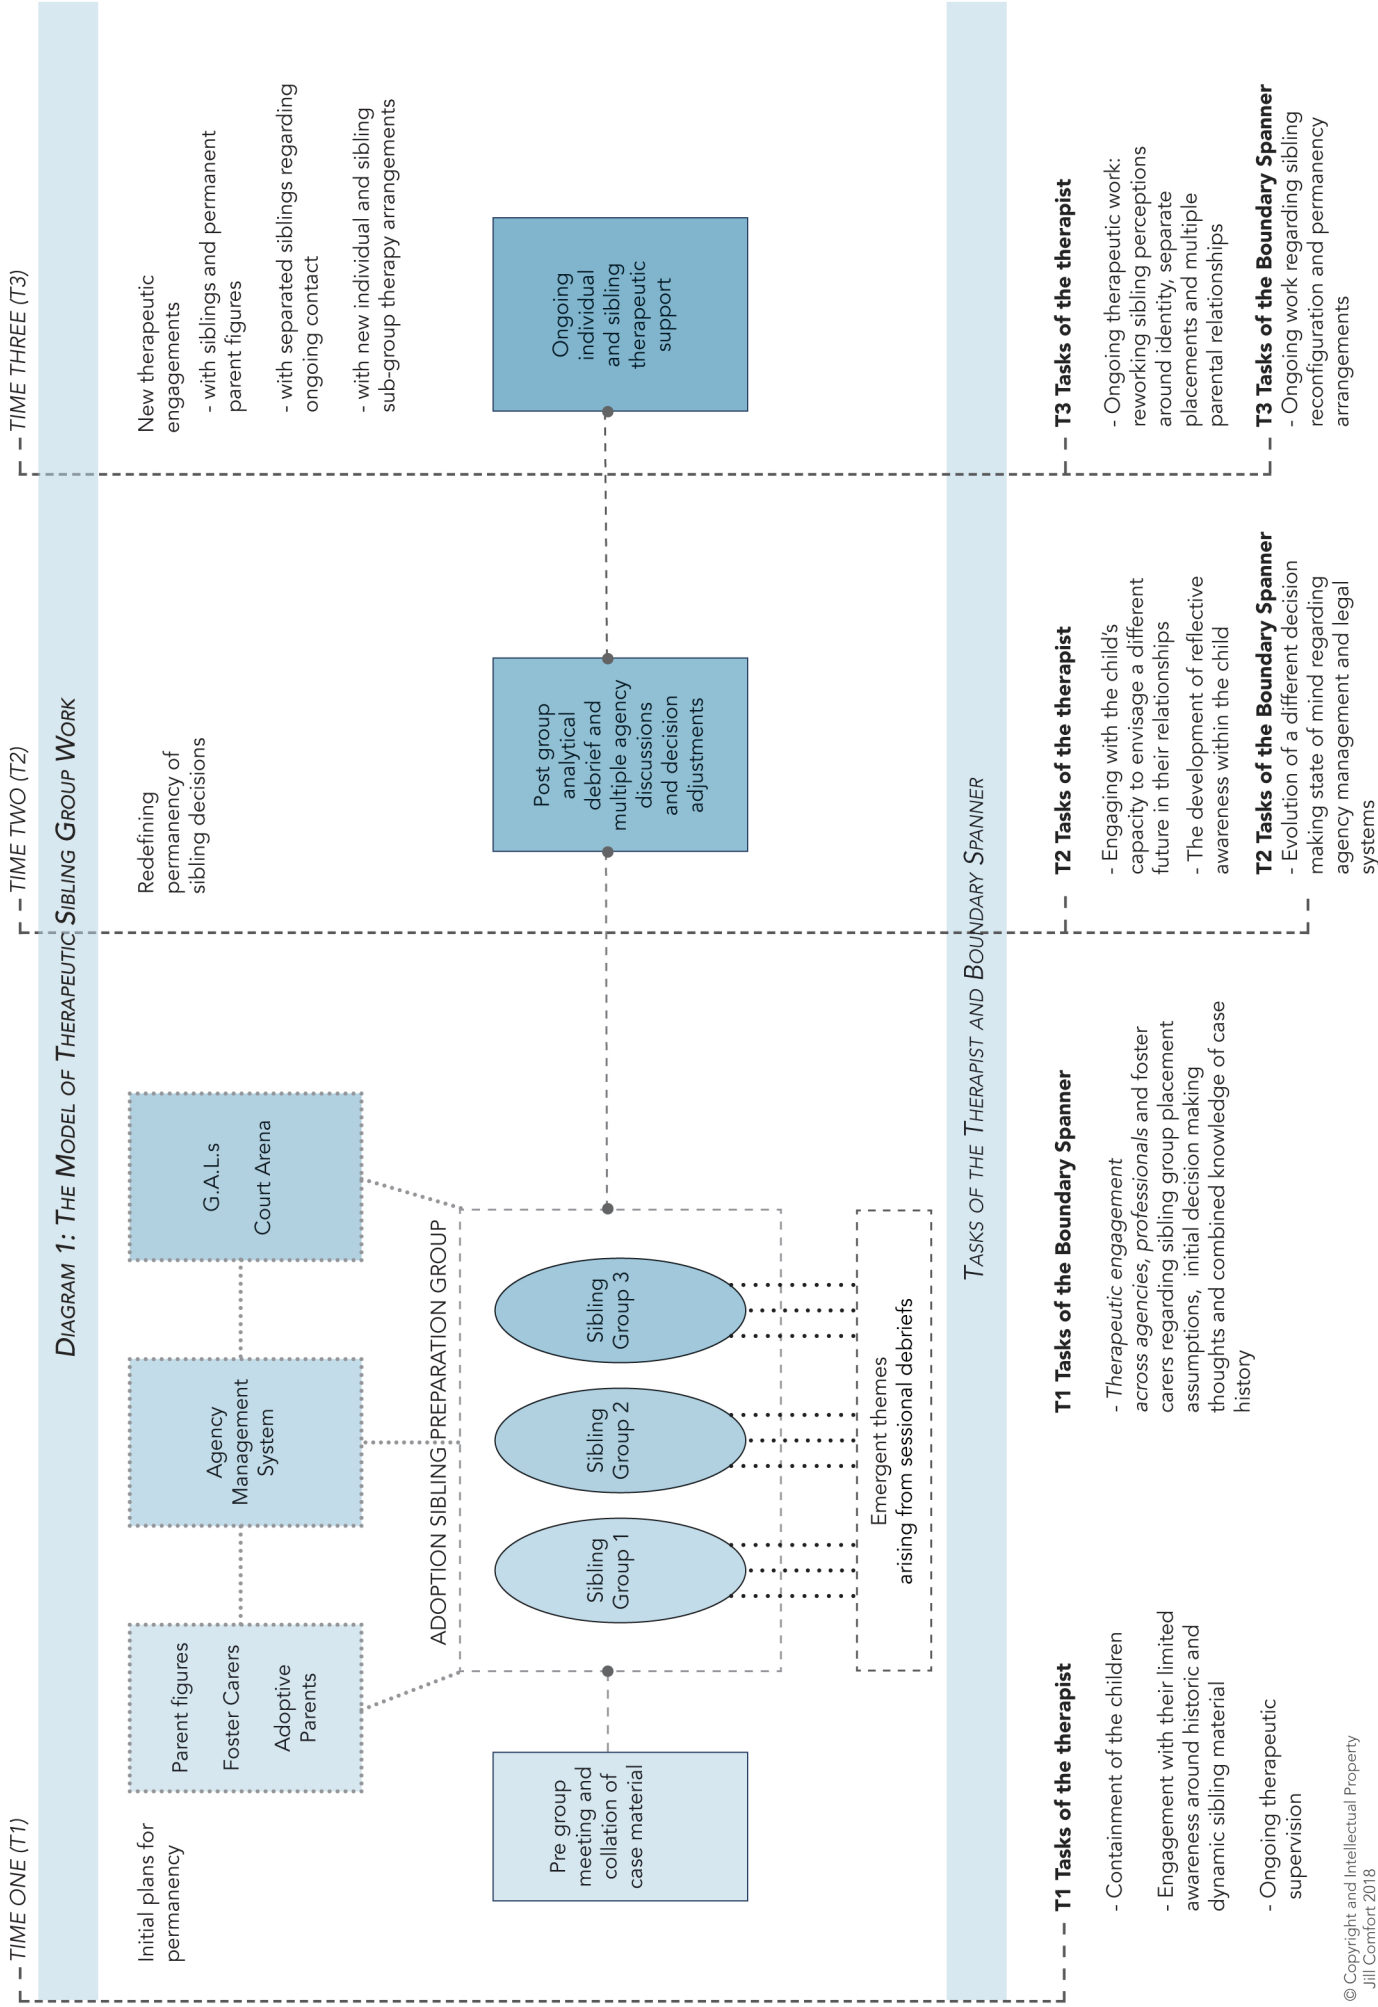 TIME ONE (T1)
TIME TWO (T2)
TIME THREE (T3)
DIAGRAM 1: THE MODEL OF THERAPEUTIC SIBLING GROUP WORK
Initial plans for
permanency
Parent figures
Foster Carers
Adoptive
Parents
Agency
Management
System
G.A.L.s
Court Arena
Redefining
permanency of
sibling decisions
New therapeutic
engagements
- with siblings and permanent
parent figures
- with separated siblings regarding
ongoing contact
- with new individual and sibling
sub-group therapy arrangements
ADOPTION SIBLING PREPARATION GROUP
Pre group
meeting and
collation of
case material
Sibling
Group 1
Sibling
Group 2
Sibling
Group 3
Post group
analytical
debrief and
multiple agency
discussions
and decision
adjustments
Ongoing
individual
and sibling
therapeutic
support
Emergent themes
arising from sessional debriefs
TASKS OF THE THERAPIST AND BOUNDARY SPANNER
T1 Tasks of the therapist
- Containment of the children
- Engagement with their limited
awareness around historic and
dynamic sibling material
- Ongoing therapeutic
supervision
T1 Tasks of the Boundary Spanner
- Therapeutic engagement
across agencies, professionals and foster
carers regarding sibling group placement
assumptions, initial decision making
thoughts and combined knowledge of case
history
T2 Tasks of the therapist
- Engaging with the child's
capacity to envisage a different
future in their relationships
- The development of reflective
awareness within the child
T2 Tasks of the Boundary Spanner
- Evolution of a different decision
making state of mind regarding
agency management and legal
systems
T3 Tasks of the therapist
- Ongoing therapeutic work:
reworking sibling perceptions
around identity, separate
placements and multiple
parental relationships
T3 Tasks of the Boundary Spanner
- Ongoing work regarding sibling
reconfiguration and permanency
arrangements
© Copyright and Intellectual Property
Jill Comfort 2018